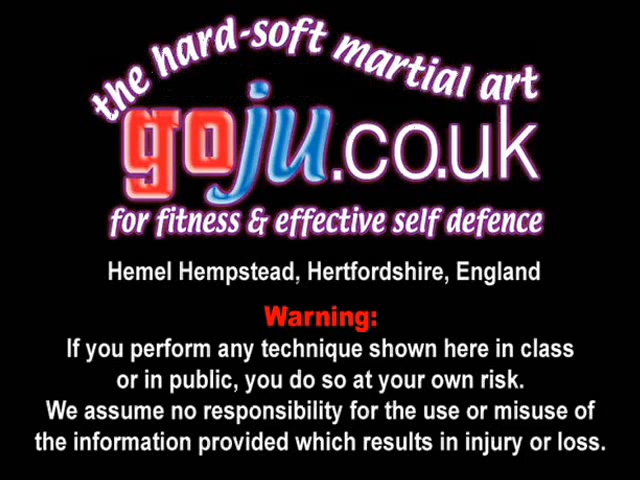 the hard-soft martial art
goju.co.uk
for fitness & effective self defence
Hemel Hempstead, Hertfordshire, England
Warning:
If you perform any technique shown here in class
or in public, you do so at your own risk.
We assume no responsibility for the use or misuse of
the information provided which results in injury or loss.